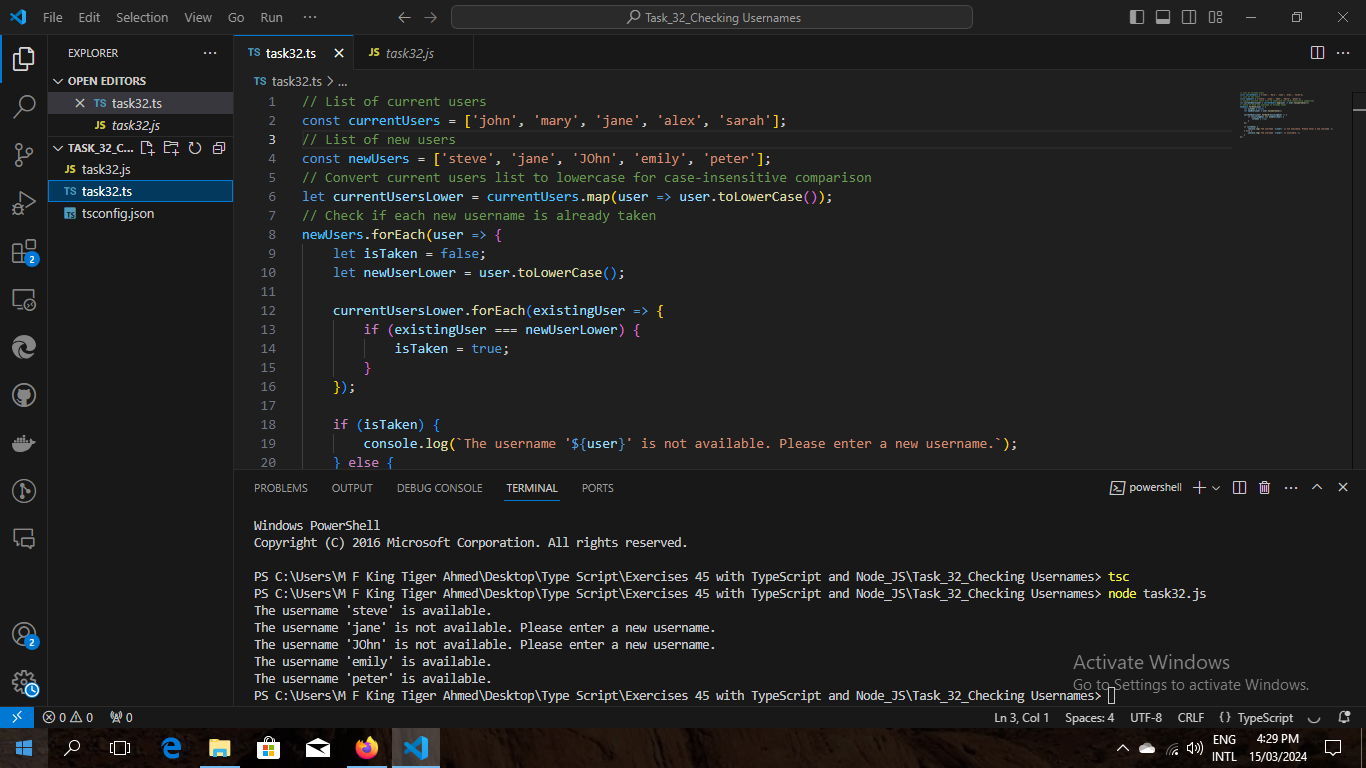 File Edit Selection View Go Run ··· Task_32_Checking Usernames
EXPLORER ···
OPEN EDITORS
TS task32.ts
JS task32.js
TASK_32_C...
JS task32.js
TS task32.ts
TS tsconfig.json
TS task32.ts JS task32.js
TS task32.ts > ...
1 // List of current users
2 const currentUsers = ['john', 'mary', 'jane', 'alex', 'sarah'];
3 // List of new users
4 const newUsers = ['steve', 'jane', 'JOhn', 'emily', 'peter'];
5 // Convert current users list to lowercase for case-insensitive comparison
6 let currentUsersLower = currentUsers.map(user => user.toLowerCase());
7 // Check if each new username is already taken
8 newUsers.forEach(user => {
9 let isTaken = false;
10 let newUserLower = user.toLowerCase();
11
12 currentUsersLower.forEach(existingUser => {
13 if (existingUser === newUserLower) {
14 isTaken = true;
15 }
16 });
17
18 if (isTaken) {
19 console.log(`The username '${user}' is not available. Please enter a new username.`);
20 } else {
PROBLEMS OUTPUT DEBUG CONSOLE TERMINAL PORTS powershell
Windows PowerShell
Copyright (C) 2016 Microsoft Corporation. All rights reserved.
PS C:\Users\M F King Tiger Ahmed\Desktop\Type Script\Exercises 45 with TypeScript and Node_JS\Task_32_Checking Usernames> tsc
PS C:\Users\M F King Tiger Ahmed\Desktop\Type Script\Exercises 45 with TypeScript and Node_JS\Task_32_Checking Usernames> node task32.js
The username 'steve' is available.
The username 'jane' is not available. Please enter a new username.
The username 'JOhn' is not available. Please enter a new username.
The username 'emily' is available.
The username 'peter' is available.
PS C:\Users\M F King Tiger Ahmed\Desktop\Type Script\Exercises 45 with TypeScript and Node_JS\Task_32_Checking Usernames>
Activate Windows
Go to Settings to activate Windows.
2
2
0 0 0 Ln 3, Col 1 Spaces: 4 UTF-8 CRLF {} TypeScript
ENG 4:29 PM
INTL 15/03/2024